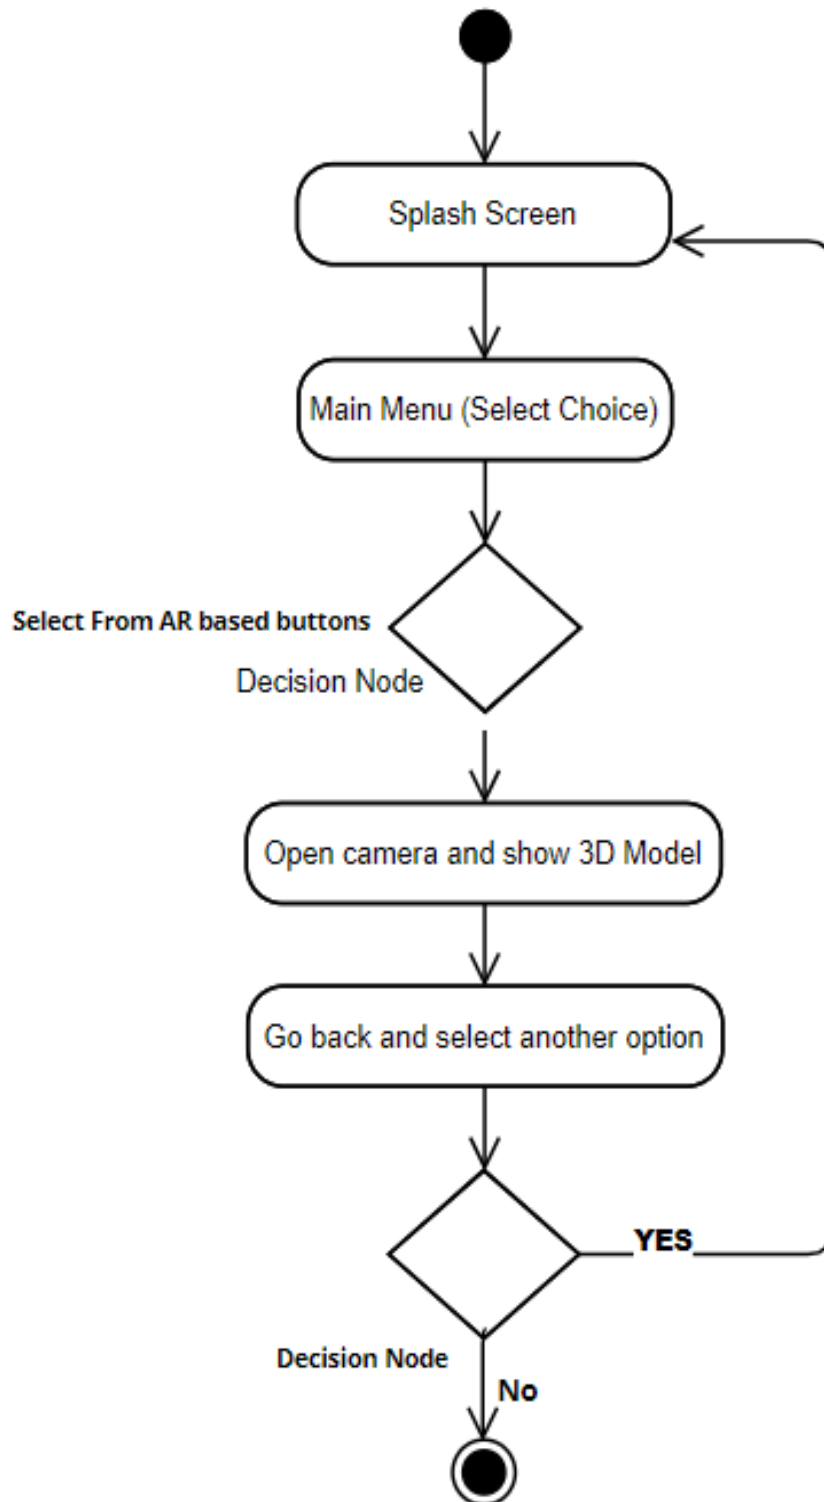 Splash Screen
Main Menu (Select Choice)
Select From AR based buttons
Decision Node
Open camera and show 3D Model
Go back and select another option
YES
Decision Node
No